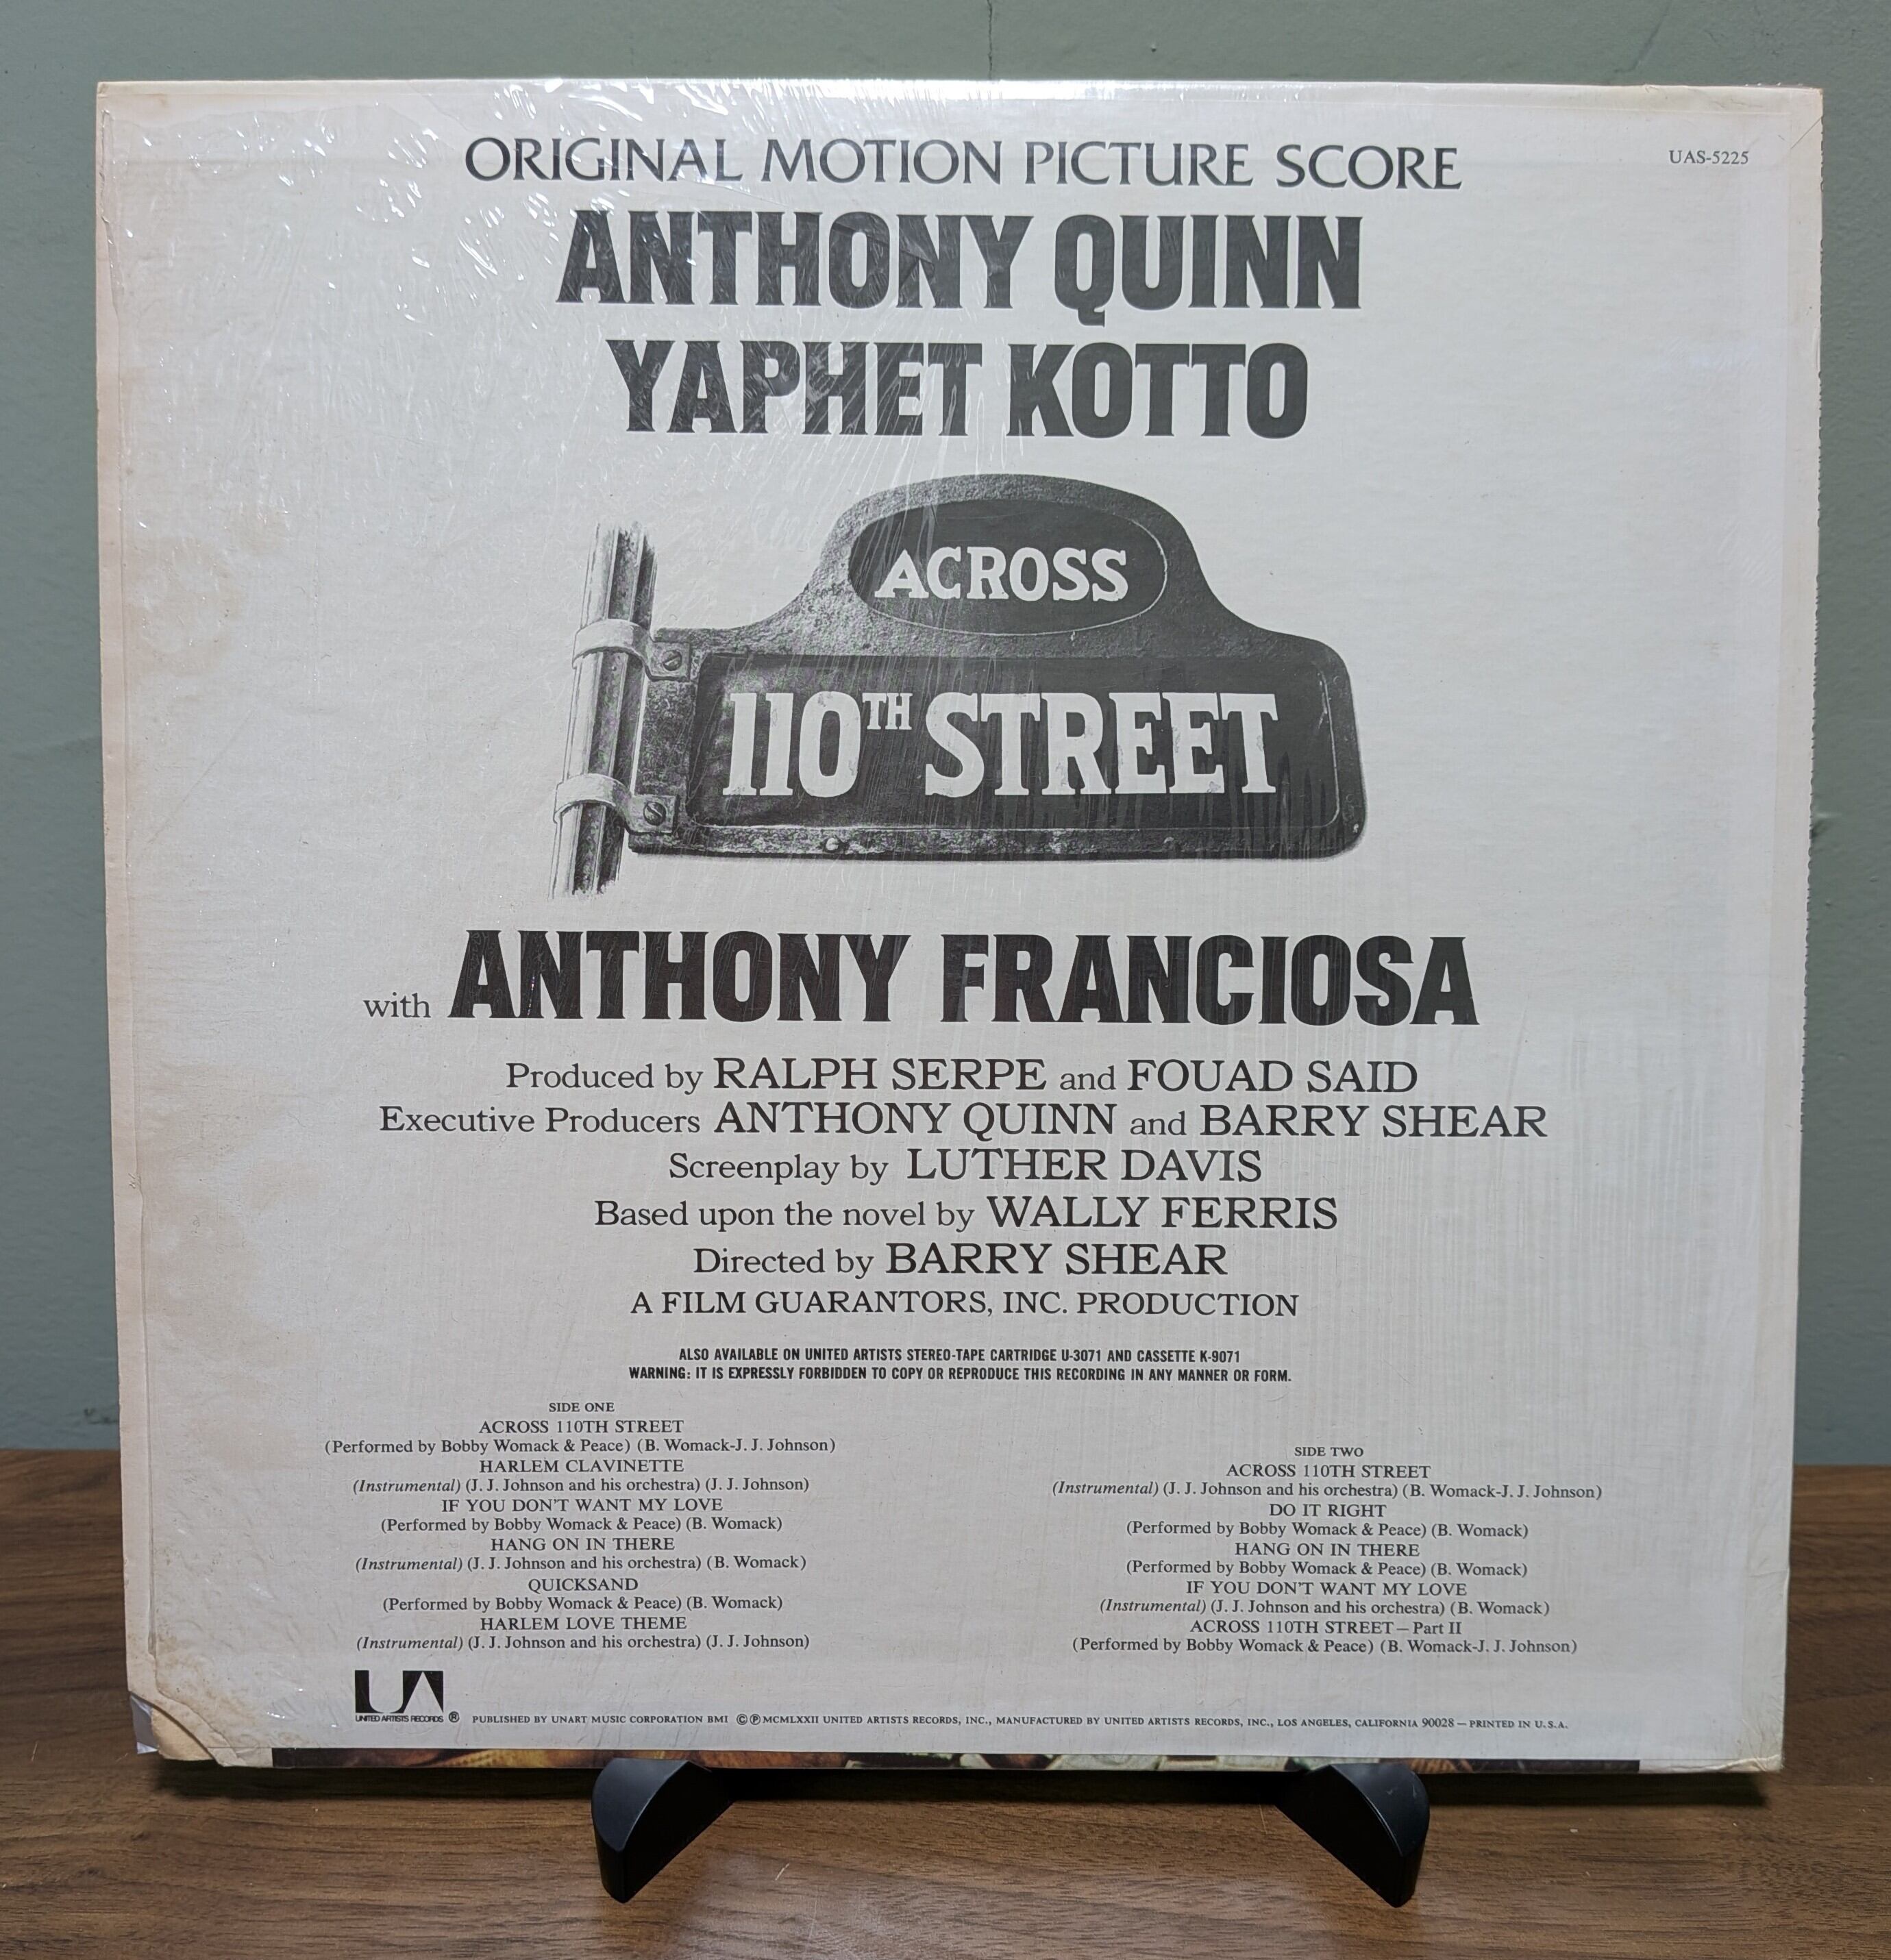 ORIGINAL MOTION PICTURE SCORE
UAS-5225
ANTHONY QUINN
YAPHET KOTTO
ACROSS
110TH STREET
with ANTHONY FRANCIOSA
Produced by RALPH SERPE and FOUAD SAID
Executive Producers ANTHONY QUINN and BARRY SHEAR
Screenplay by LUTHER DAVIS
Based upon the novel by WALLY FERRIS
Directed by BARRY SHEAR
A FILM GUARANTORS, INC. PRODUCTION
ALSO AVAILABLE ON UNITED ARTISTS STEREO-TAPE CARTRIDGE U-3071 AND CASSETTE K-9071
WARNING: IT IS EXPRESSLY FORBIDDEN TO COPY OR REPRODUCE THIS RECORDING IN ANY MANNER OR FORM.
SIDE ONE
ACROSS 110TH STREET
(Performed by Bobby Womack & Peace) (B. Womack-J. J. Johnson)
HARLEM CLAVINETTE
(Instrumental) (J. J. Johnson and his orchestra) (J. J. Johnson)
IF YOU DON'T WANT MY LOVE
(Performed by Bobby Womack & Peace) (B. Womack)
HANG ON IN THERE
(Instrumental) (J. J. Johnson and his orchestra) (B. Womack)
QUICKSAND
(Performed by Bobby Womack & Peace) (B. Womack)
HARLEM LOVE THEME
(Instrumental) (J. J. Johnson and his orchestra) (J. J. Johnson)
SIDE TWO
ACROSS 110TH STREET
(Instrumental) (J. J. Johnson and his orchestra) (B. Womack-J. J. Johnson)
DO IT RIGHT
(Performed by Bobby Womack & Peace) (B. Womack)
HANG ON IN THERE
(Performed by Bobby Womack & Peace) (B. Womack)
IF YOU DON'T WANT MY LOVE
(Instrumental) (J. J. Johnson and his orchestra) (B. Womack)
ACROSS 110TH STREET – Part II
(Performed by Bobby Womack & Peace) (B. Womack-J. J. Johnson)
UA
UNITED ARTISTS RECORDS ®
PUBLISHED BY UNART MUSIC CORPORATION BMI ©℗ MCMLXXII UNITED ARTISTS RECORDS, INC., MANUFACTURED BY UNITED ARTISTS RECORDS, INC., LOS ANGELES, CALIFORNIA 90028 — PRINTED IN U.S.A.